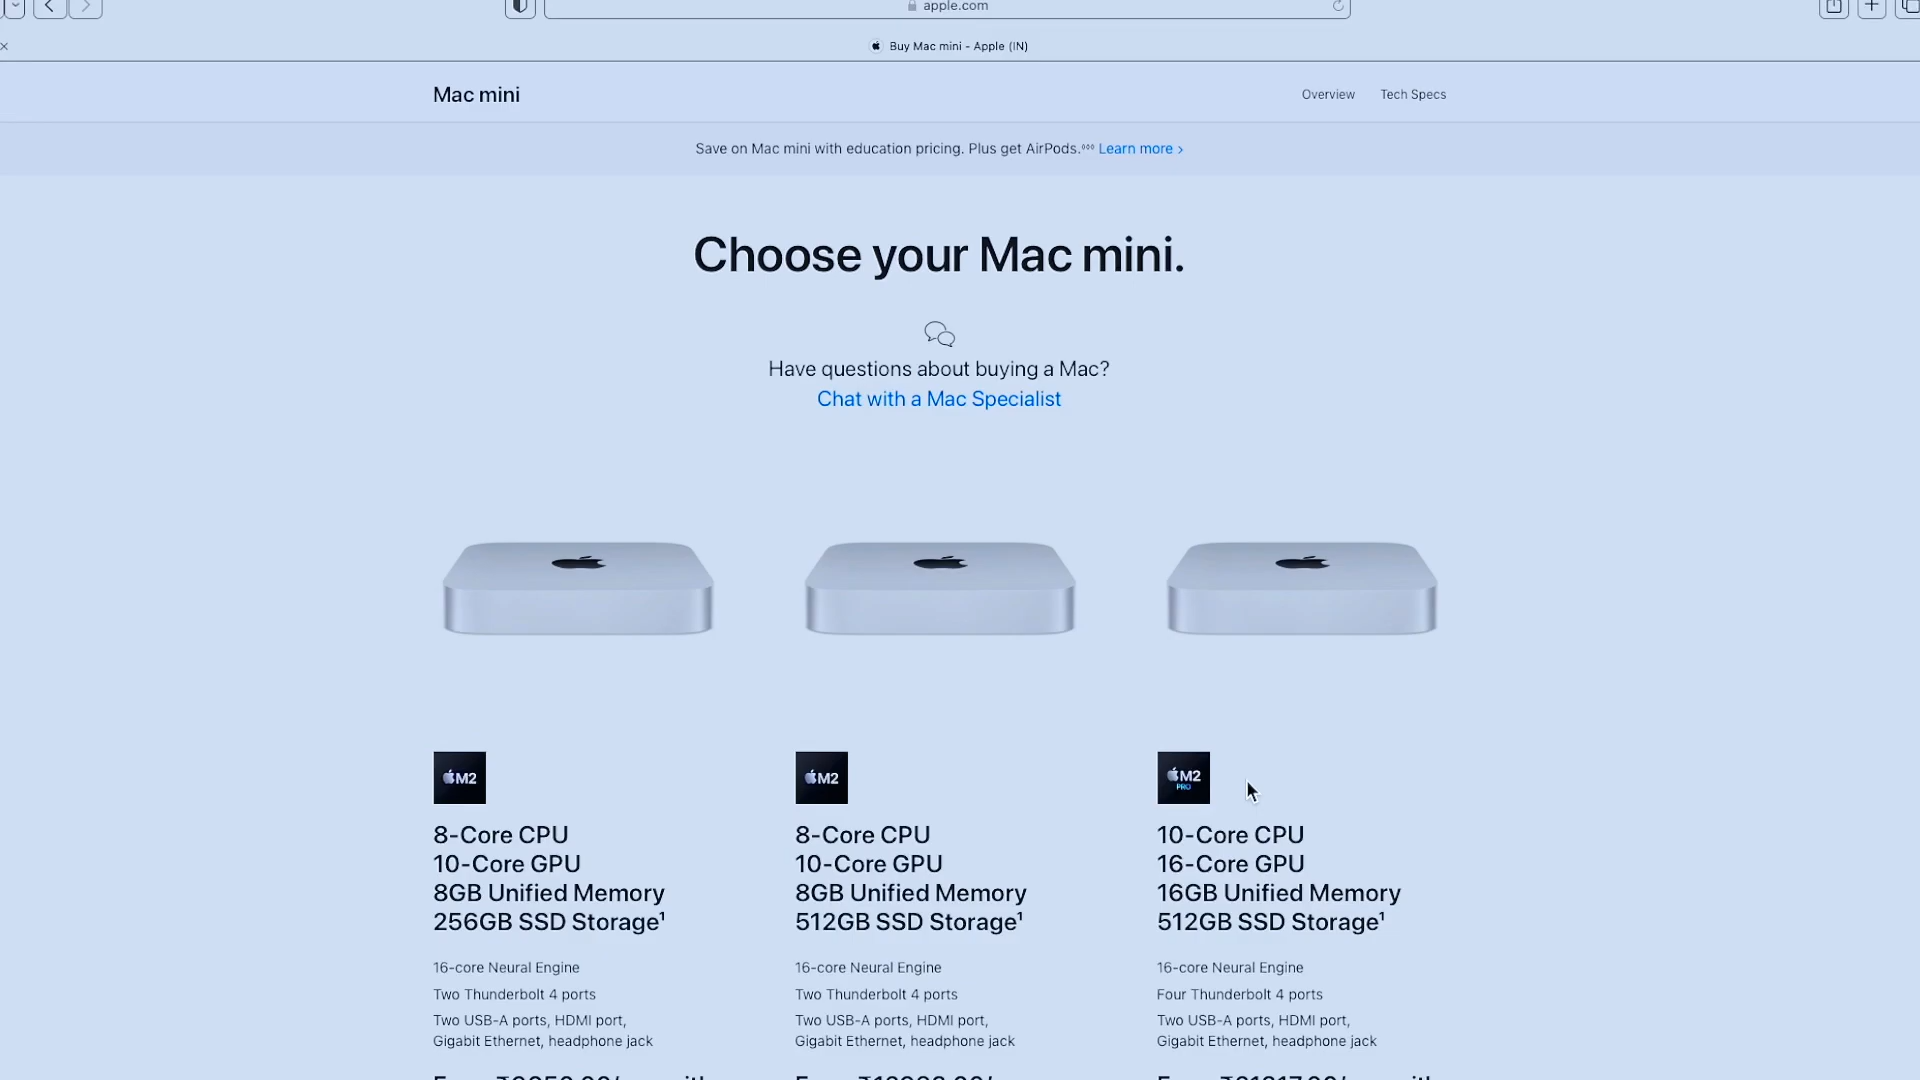 apple.com
Buy Mac mini - Apple (IN)
Mac mini
Overview
Tech Specs
Save on Mac mini with education pricing. Plus get AirPods.◊◊◊ Learn more >
Choose your Mac mini.
Have questions about buying a Mac?
Chat with a Mac Specialist
M2
M2
M2 PRO
8-Core CPU
10-Core GPU
8GB Unified Memory
256GB SSD Storage¹
16-core Neural Engine
Two Thunderbolt 4 ports
Two USB-A ports, HDMI port,
Gigabit Ethernet, headphone jack
8-Core CPU
10-Core GPU
8GB Unified Memory
512GB SSD Storage¹
16-core Neural Engine
Two Thunderbolt 4 ports
Two USB-A ports, HDMI port,
Gigabit Ethernet, headphone jack
10-Core CPU
16-Core GPU
16GB Unified Memory
512GB SSD Storage¹
16-core Neural Engine
Four Thunderbolt 4 ports
Two USB-A ports, HDMI port,
Gigabit Ethernet, headphone jack